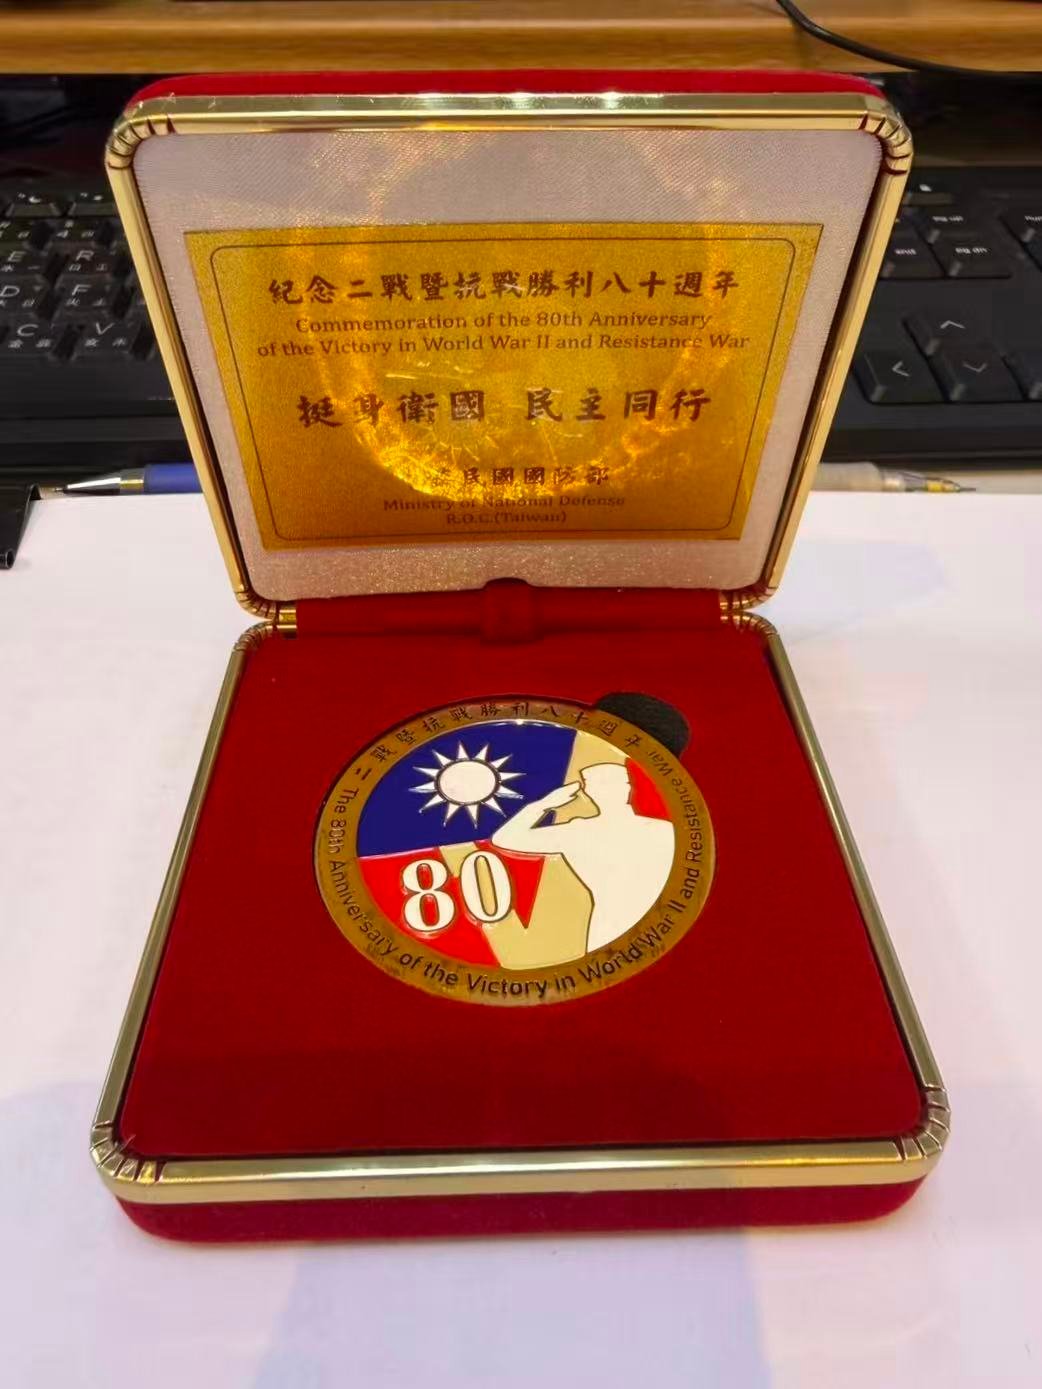 紀念二戰暨抗戰勝利八十週年
Commemoration of the 80th Anniversary
of the Victory in World War II and Resistance War
挺身衛國 民主同行
民國國防部
Ministry of National Defense
R.O.C.(Taiwan)
二戰暨抗戰勝利八十週年
80
The 80th Anniversary of the Victory in World War II and Resistance War